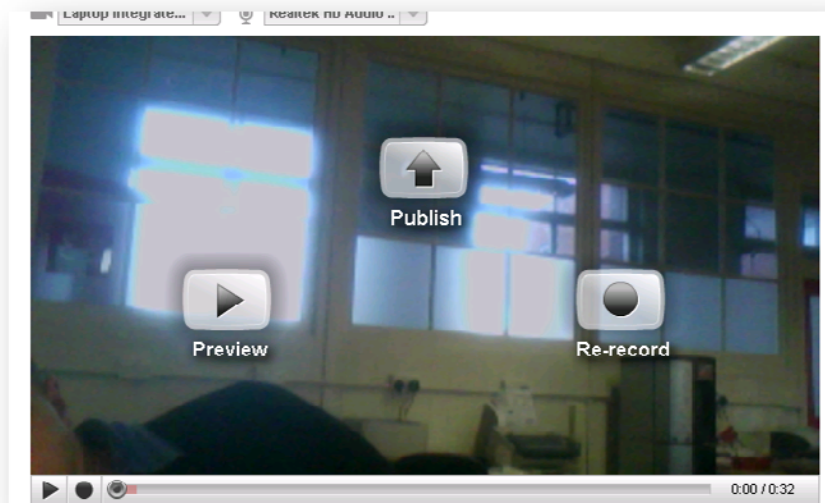 Laptop Integrate... Realtek HD Audio ..
Publish
Preview
Re-record
0:00 / 0:32